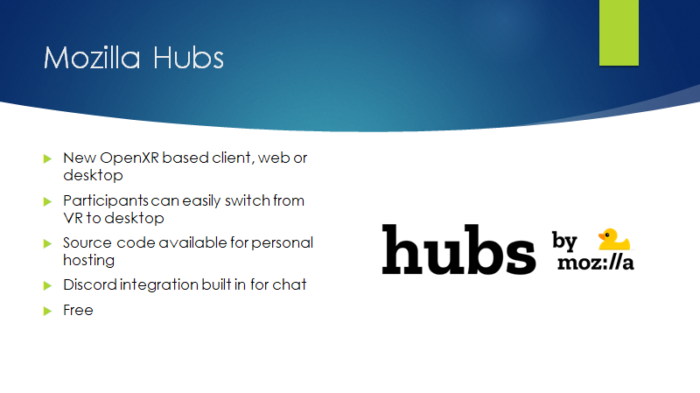 Mozilla Hubs
New OpenXR based client, web or
desktop
Participants can easily switch from
VR to desktop
Source code available for personal
hosting
Discord integration built in for chat
Free
hubs by
moz://a